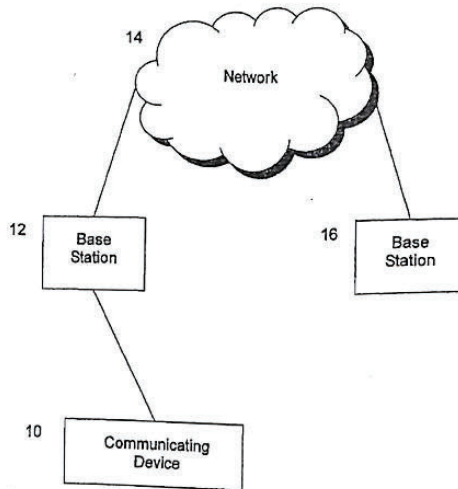 14
Network
12
Base
Station
16
Base
Station
10
Communicating
Device